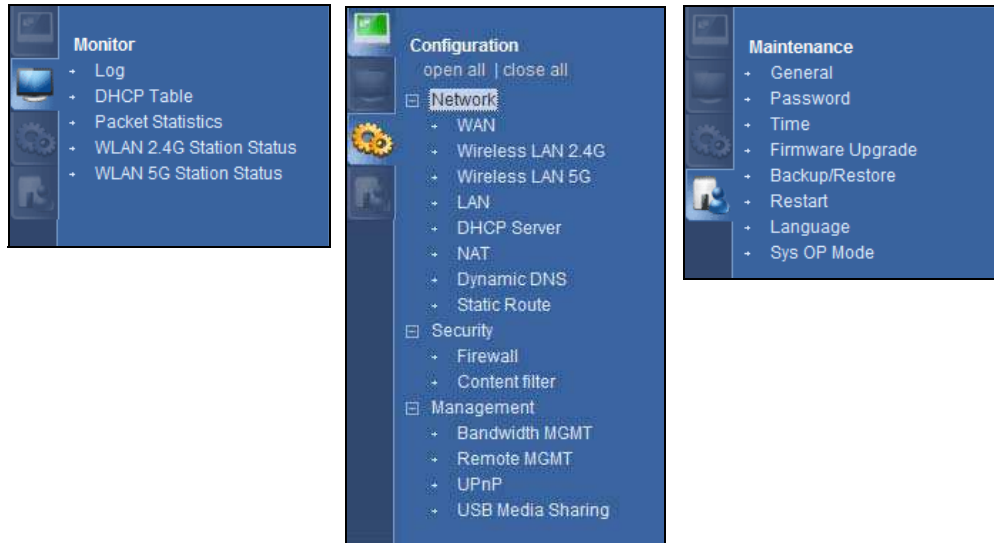 Monitor
Log
DHCP Table
Packet Statistics
WLAN 2.4G Station Status
WLAN 5G Station Status
Configuration
open all | close all
Network
WAN
Wireless LAN 2.4G
Wireless LAN 5G
LAN
DHCP Server
NAT
Dynamic DNS
Static Route
Security
Firewall
Content filter
Management
Bandwidth MGMT
Remote MGMT
UPnP
USB Media Sharing
Maintenance
General
Password
Time
Firmware Upgrade
Backup/Restore
Restart
Language
Sys OP Mode